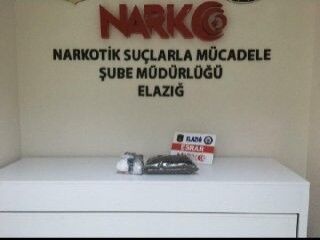 NARKO
NARKOTİK SUÇLARLA MÜCADELE
ŞUBE MÜDÜRLÜĞÜ
ELAZIĞ
ELAZIĞ
ESRAR